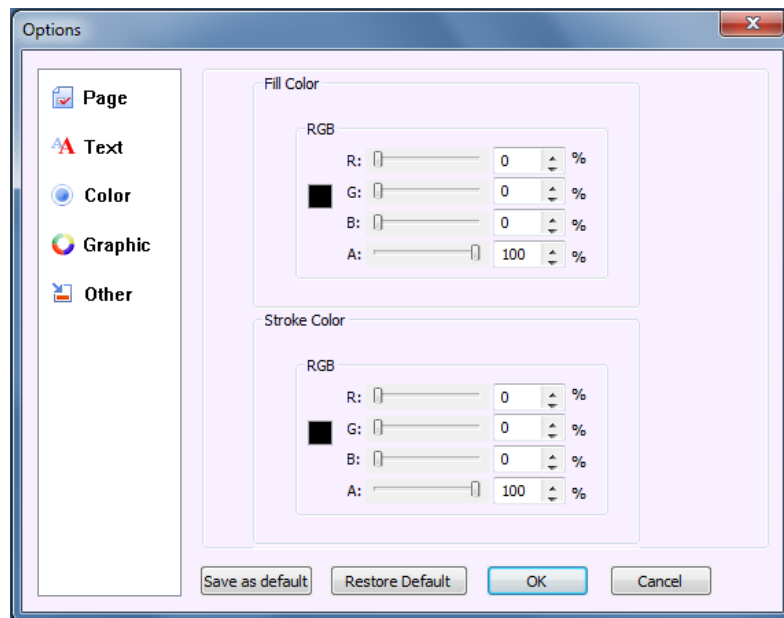 Options
Page
Text
Color
Graphic
Other
Fill Color
RGB
R: 0 %
G: 0 %
B: 0 %
A: 100 %
Stroke Color
RGB
R: 0 %
G: 0 %
B: 0 %
A: 100 %
Save as default Restore Default OK Cancel